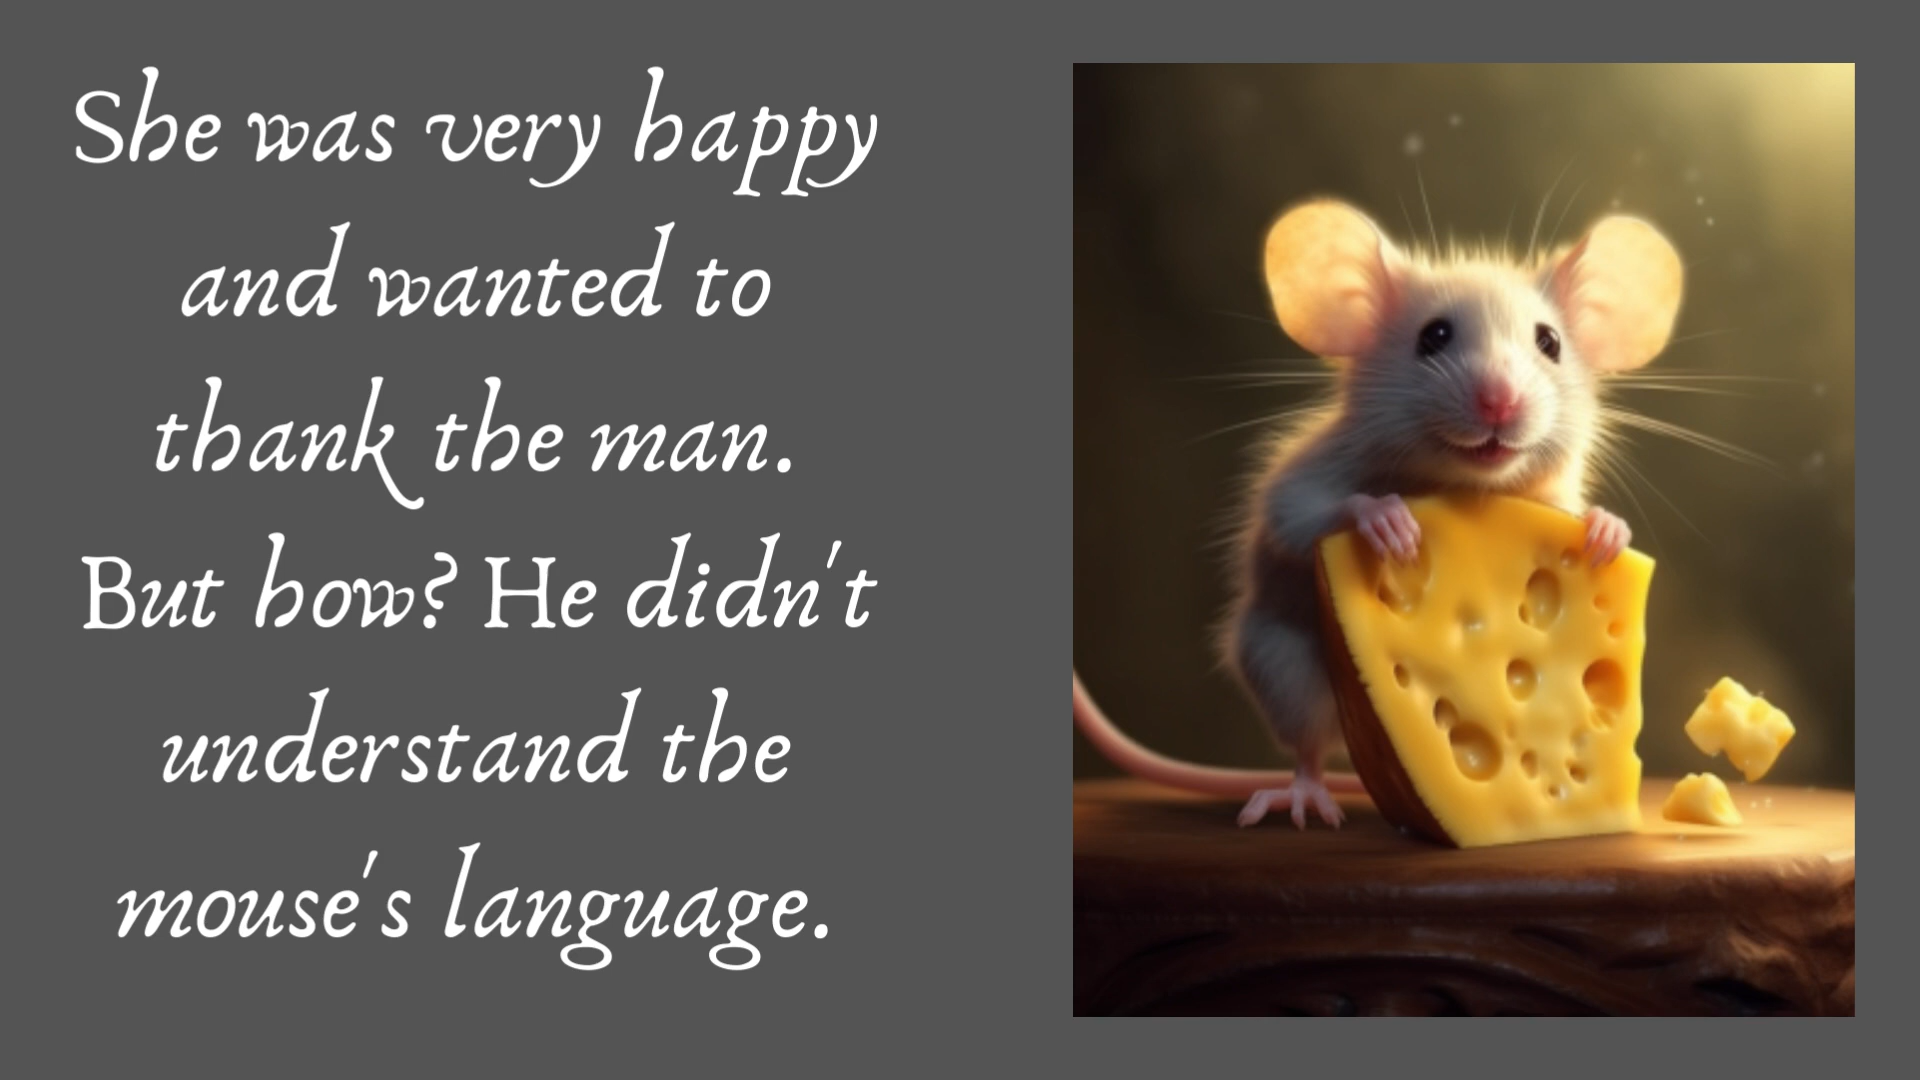 She was very happy
and wanted to
thank the man.
But how? He didn't
understand the
mouse's language.